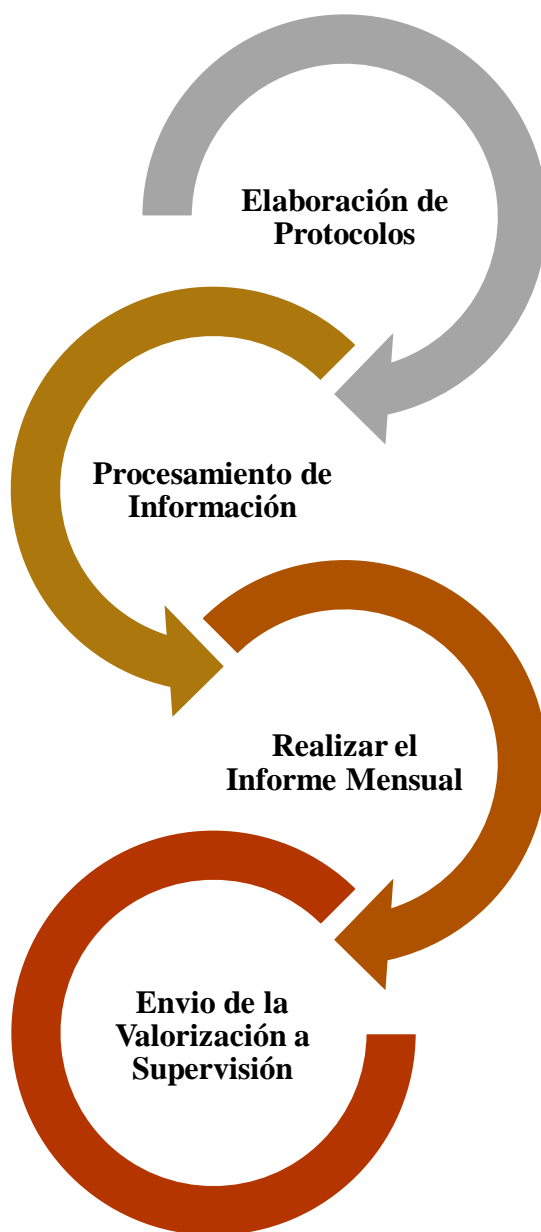 Elaboración de
Protocolos
Procesamiento de
Información
Realizar el
Informe Mensual
Envio de la
Valorización a
Supervisión